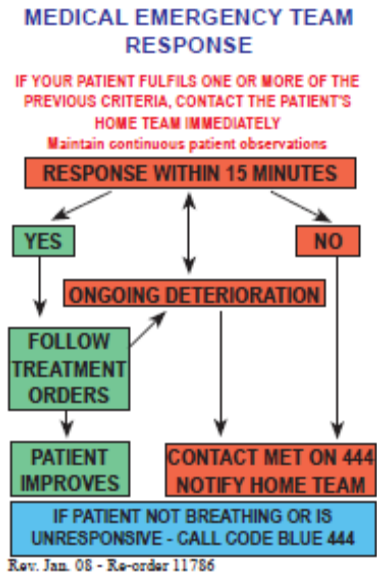 MEDICAL EMERGENCY TEAM
RESPONSE
IF YOUR PATIENT FULFILS ONE OR MORE OF THE
PREVIOUS CRITERIA, CONTACT THE PATIENT'S
HOME TEAM IMMEDIATELY
Maintain continuous patient observations
RESPONSE WITHIN 15 MINUTES
YES
NO
ONGOING DETERIORATION
FOLLOW
TREATMENT
ORDERS
PATIENT
IMPROVES
CONTACT MET ON 444
NOTIFY HOME TEAM
IF PATIENT NOT BREATHING OR IS
UNRESPONSIVE - CALL CODE BLUE 444
Rev. Jan. 08 - Re-order 11786